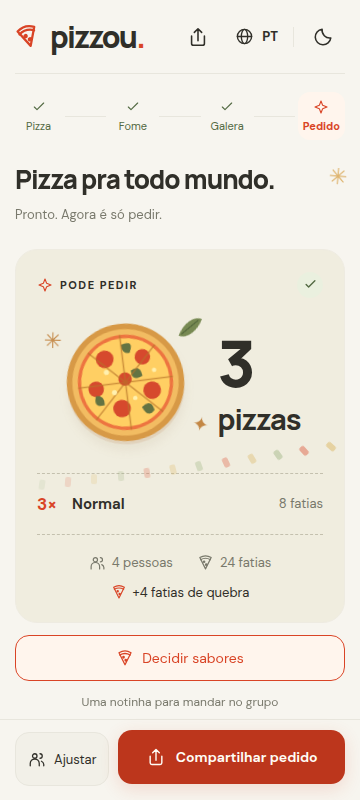 pizzou.
PT
Pizza
Fome
Galera
Pedido
Pizza pra todo mundo.
Pronto. Agora é só pedir.
PODE PEDIR
3
pizzas
3× Normal 8 fatias
4 pessoas 24 fatias
+4 fatias de quebra
Decidir sabores
Uma notinha para mandar no grupo
Ajustar
Compartilhar pedido